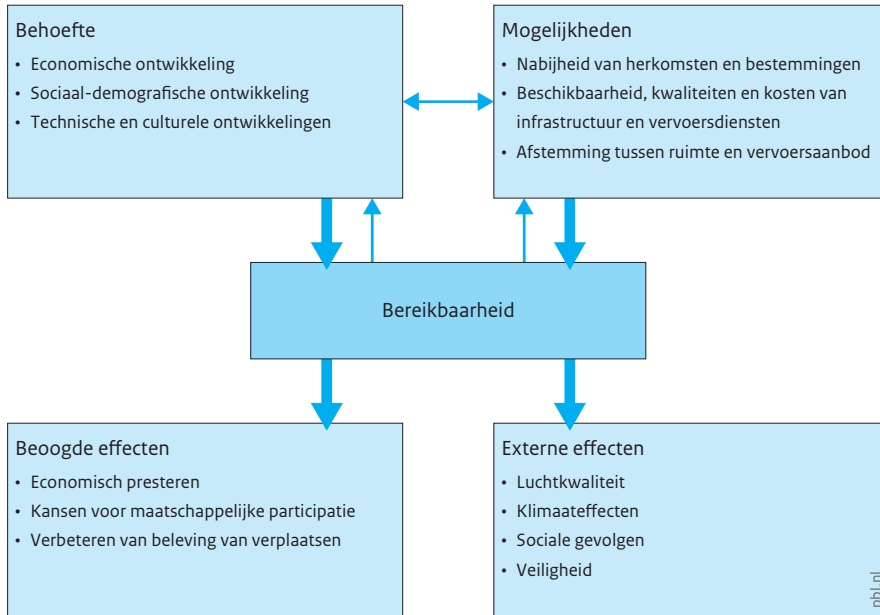 Behoefte
• Economische ontwikkeling
• Sociaal-demografische ontwikkeling
• Technische en culturele ontwikkelingen
Mogelijkheden
• Nabijheid van herkomsten en bestemmingen
• Beschikbaarheid, kwaliteiten en kosten van
infrastructuur en vervoersdiensten
• Afstemming tussen ruimte en vervoersaanbod
Bereikbaarheid
Beoogde effecten
• Economisch presteren
• Kansen voor maatschappelijke participatie
• Verbeteren van beleving van verplaatsen
Externe effecten
• Luchtkwaliteit
• Klimaateffecten
• Sociale gevolgen
• Veiligheid
pbl.nl